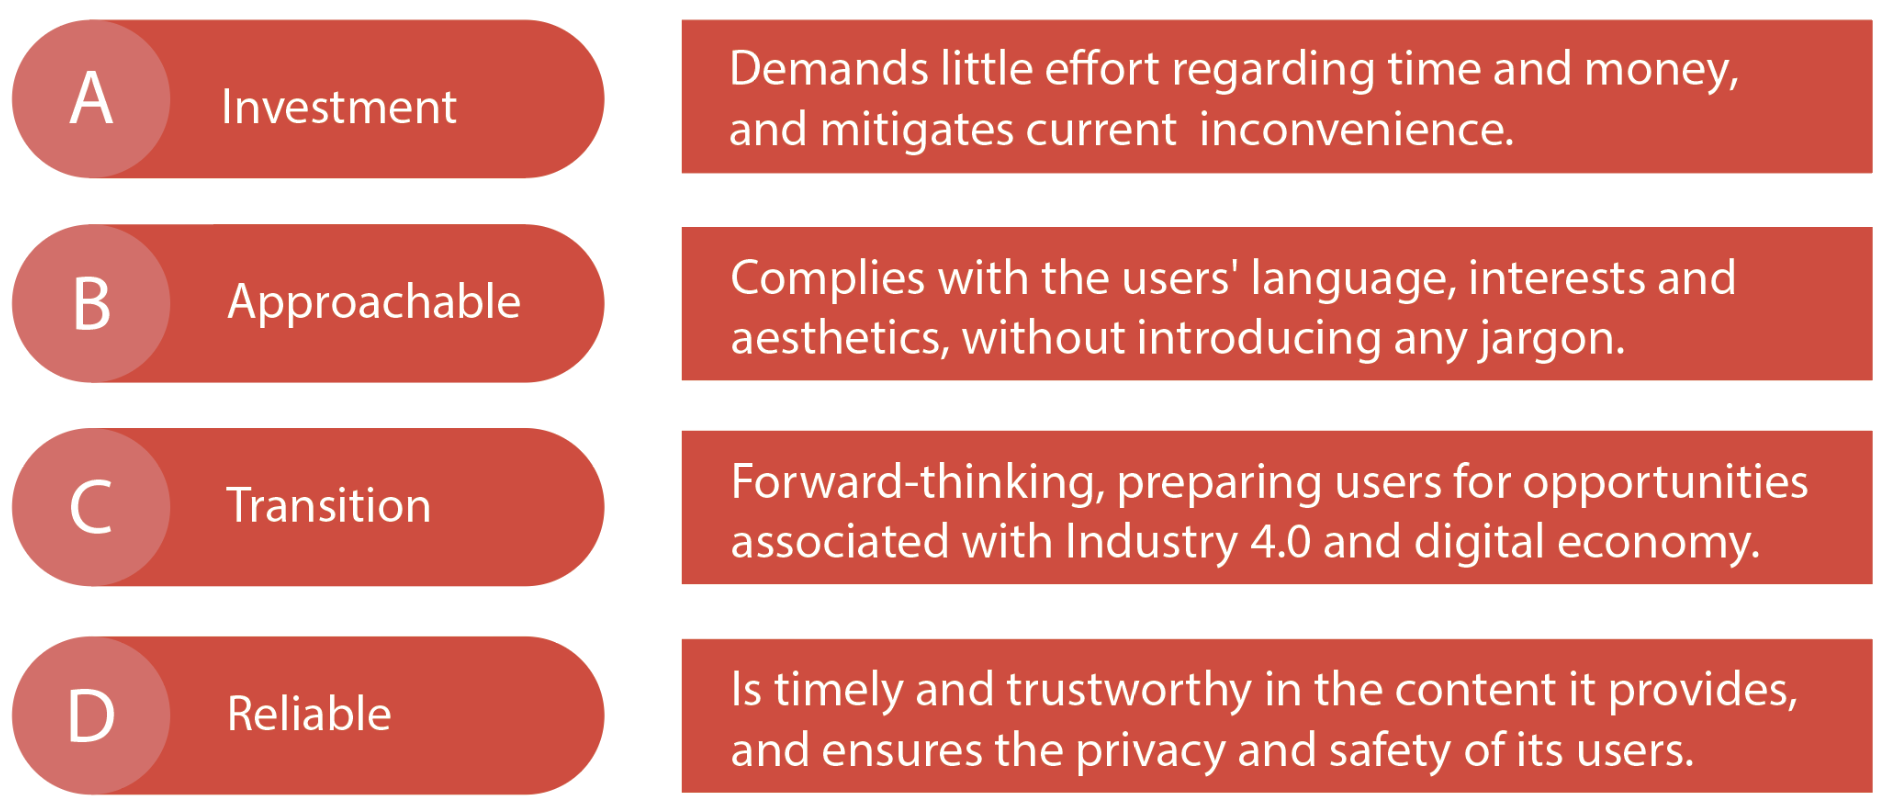 A
Investment
Demands little effort regarding time and money,
and mitigates current  inconvenience.
B
Approachable
Complies with the users' language, interests and
aesthetics, without introducing any jargon.
C
Transition
Forward-thinking, preparing users for opportunities
associated with Industry 4.0 and digital economy.
D
Reliable
Is timely and trustworthy in the content it provides,
and ensures the privacy and safety of its users.